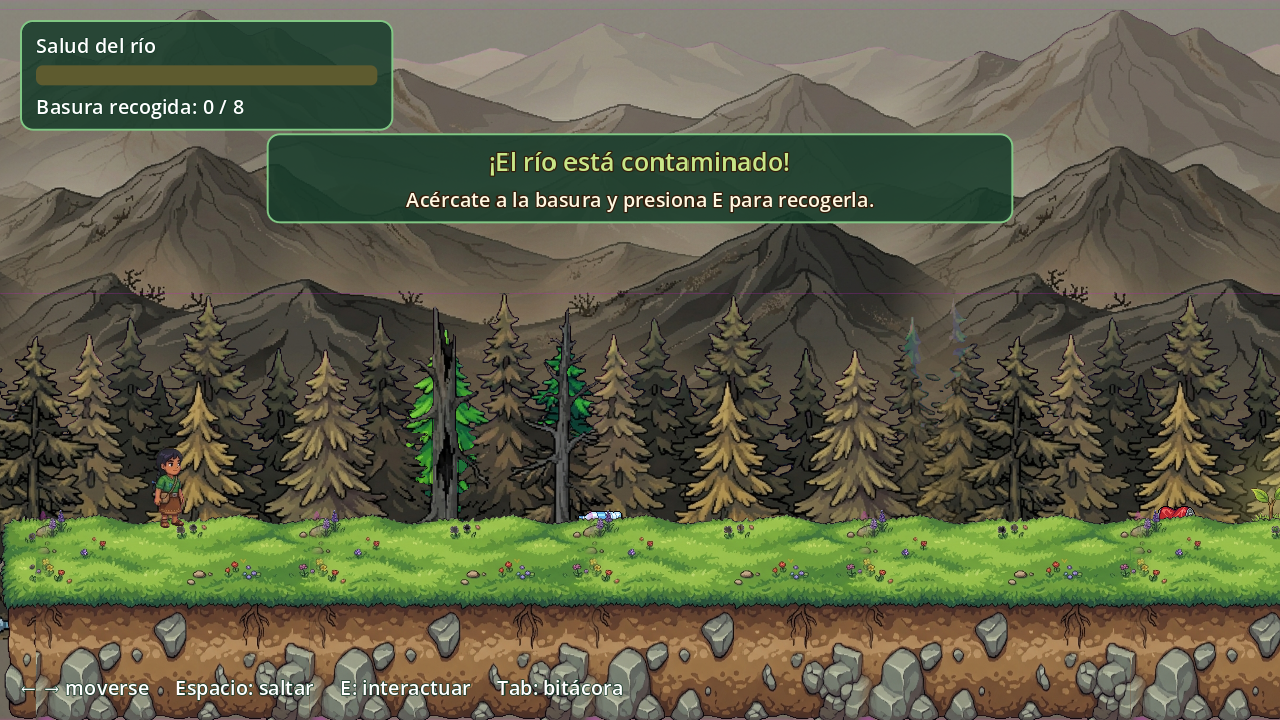 Salud del río
Basura recogida: 0 / 8
¡El río está contaminado!
Acércate a la basura y presiona E para recogerla.
← → moverse Espacio: saltar E: interactuar Tab: bitácora